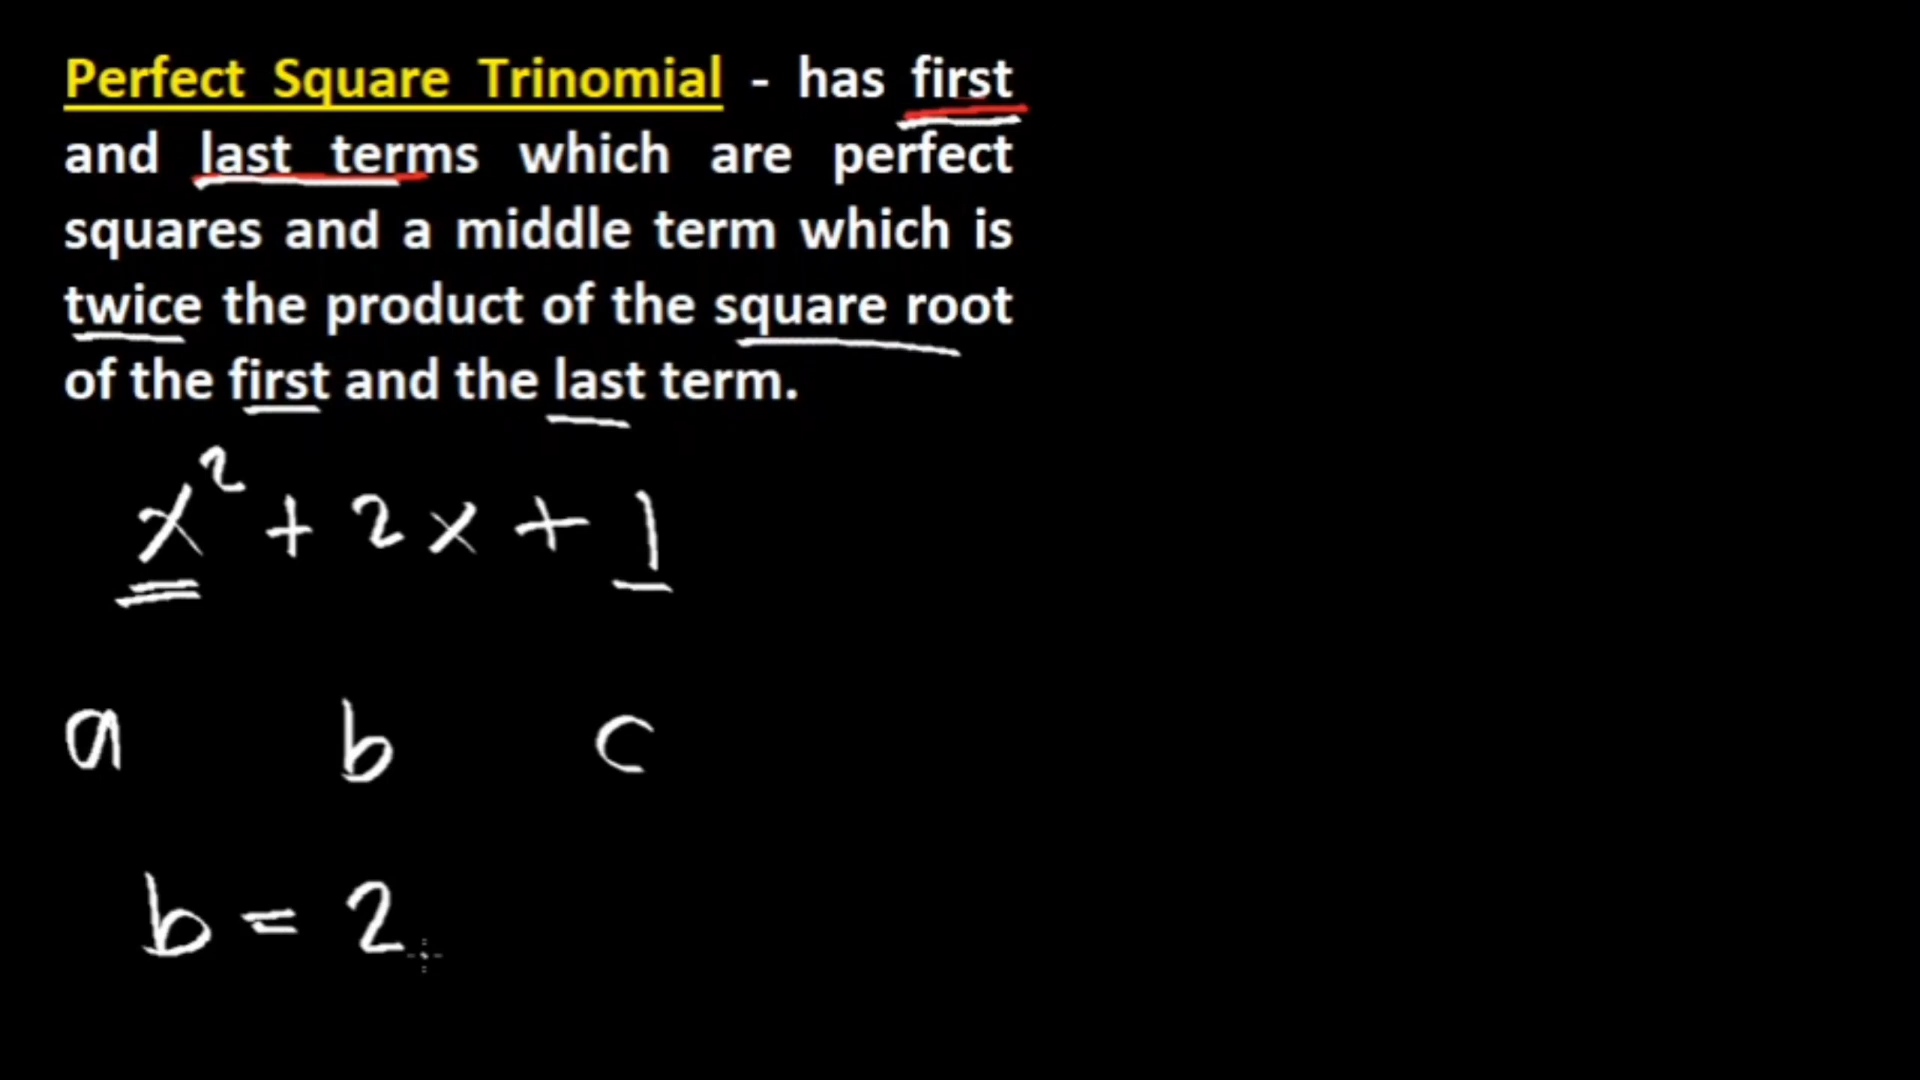 Perfect Square Trinomial - has first
and last terms which are perfect
squares and a middle term which is
twice the product of the square root
of the first and the last term.
x² + 2x + 1
a b c
b = 2